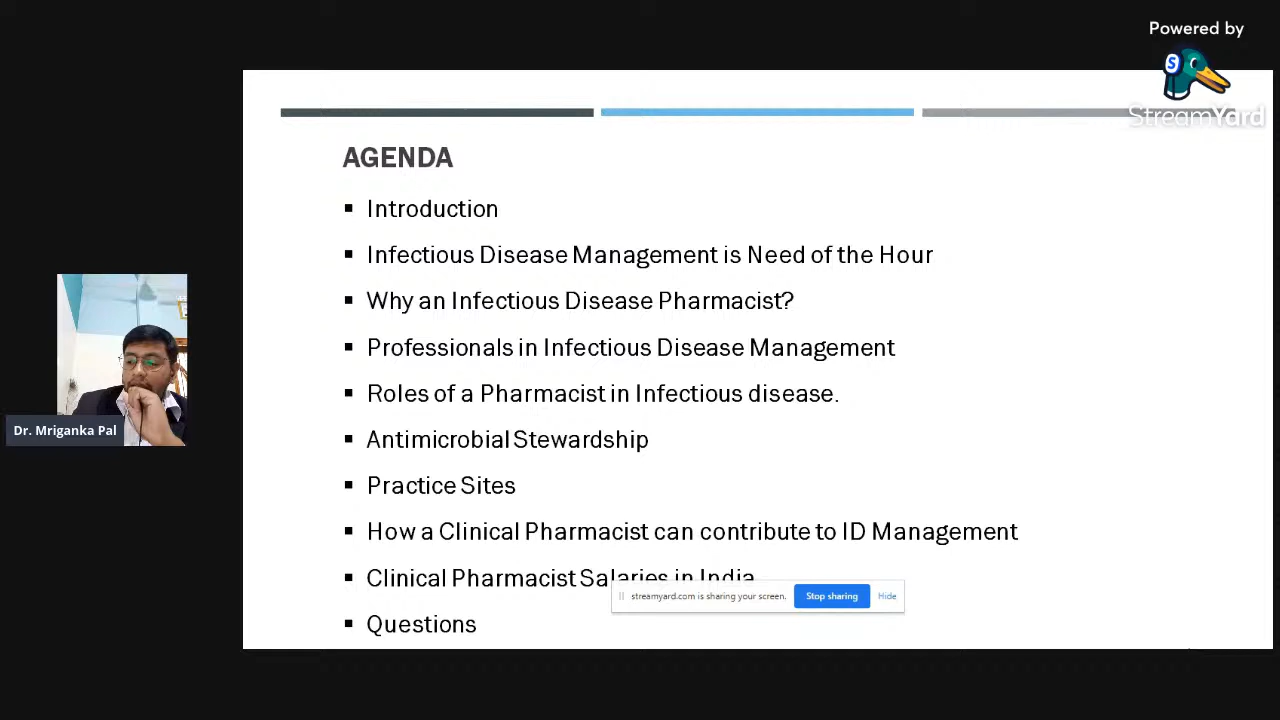 Powered by
StreamYard
AGENDA
Introduction
Infectious Disease Management is Need of the Hour
Why an Infectious Disease Pharmacist?
Professionals in Infectious Disease Management
Roles of a Pharmacist in Infectious disease.
Dr. Mriganka Pal
Antimicrobial Stewardship
Practice Sites
How a Clinical Pharmacist can contribute to ID Management
Clinical Pharmacist Salaries in India
streamyard.com is sharing your screen. Stop sharing Hide
Questions